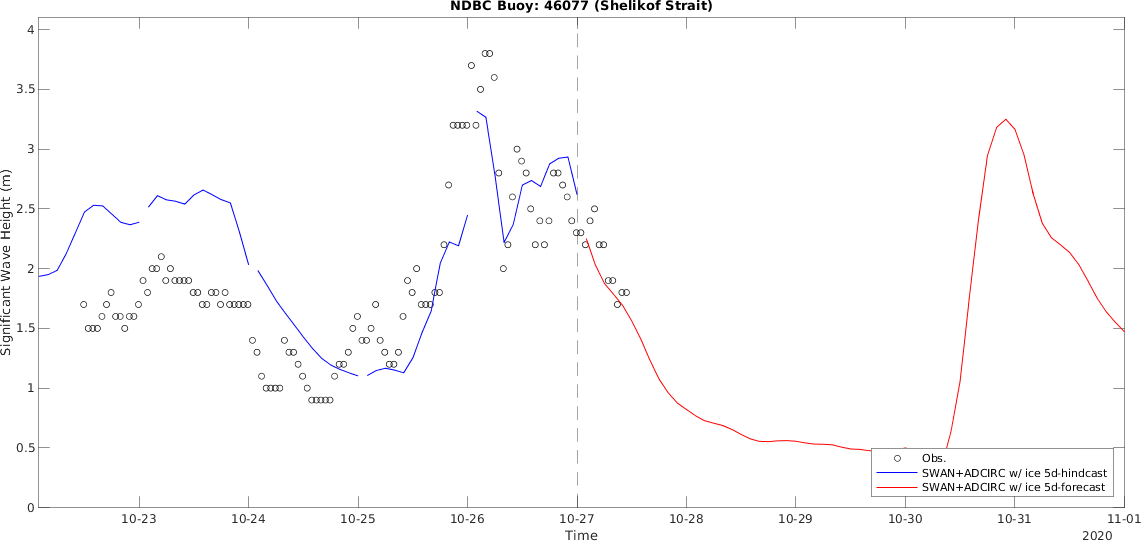 NDBC Buoy: 46077 (Shelikof Strait)
Significant Wave Height (m)
4
3.5
3
2.5
2
1.5
1
0.5
0
Obs.
SWAN+ADCIRC w/ ice 5d-hindcast
SWAN+ADCIRC w/ ice 5d-forecast
10-23 10-24 10-25 10-26 10-27 10-28 10-29 10-30 10-31 11-01
Time
2020